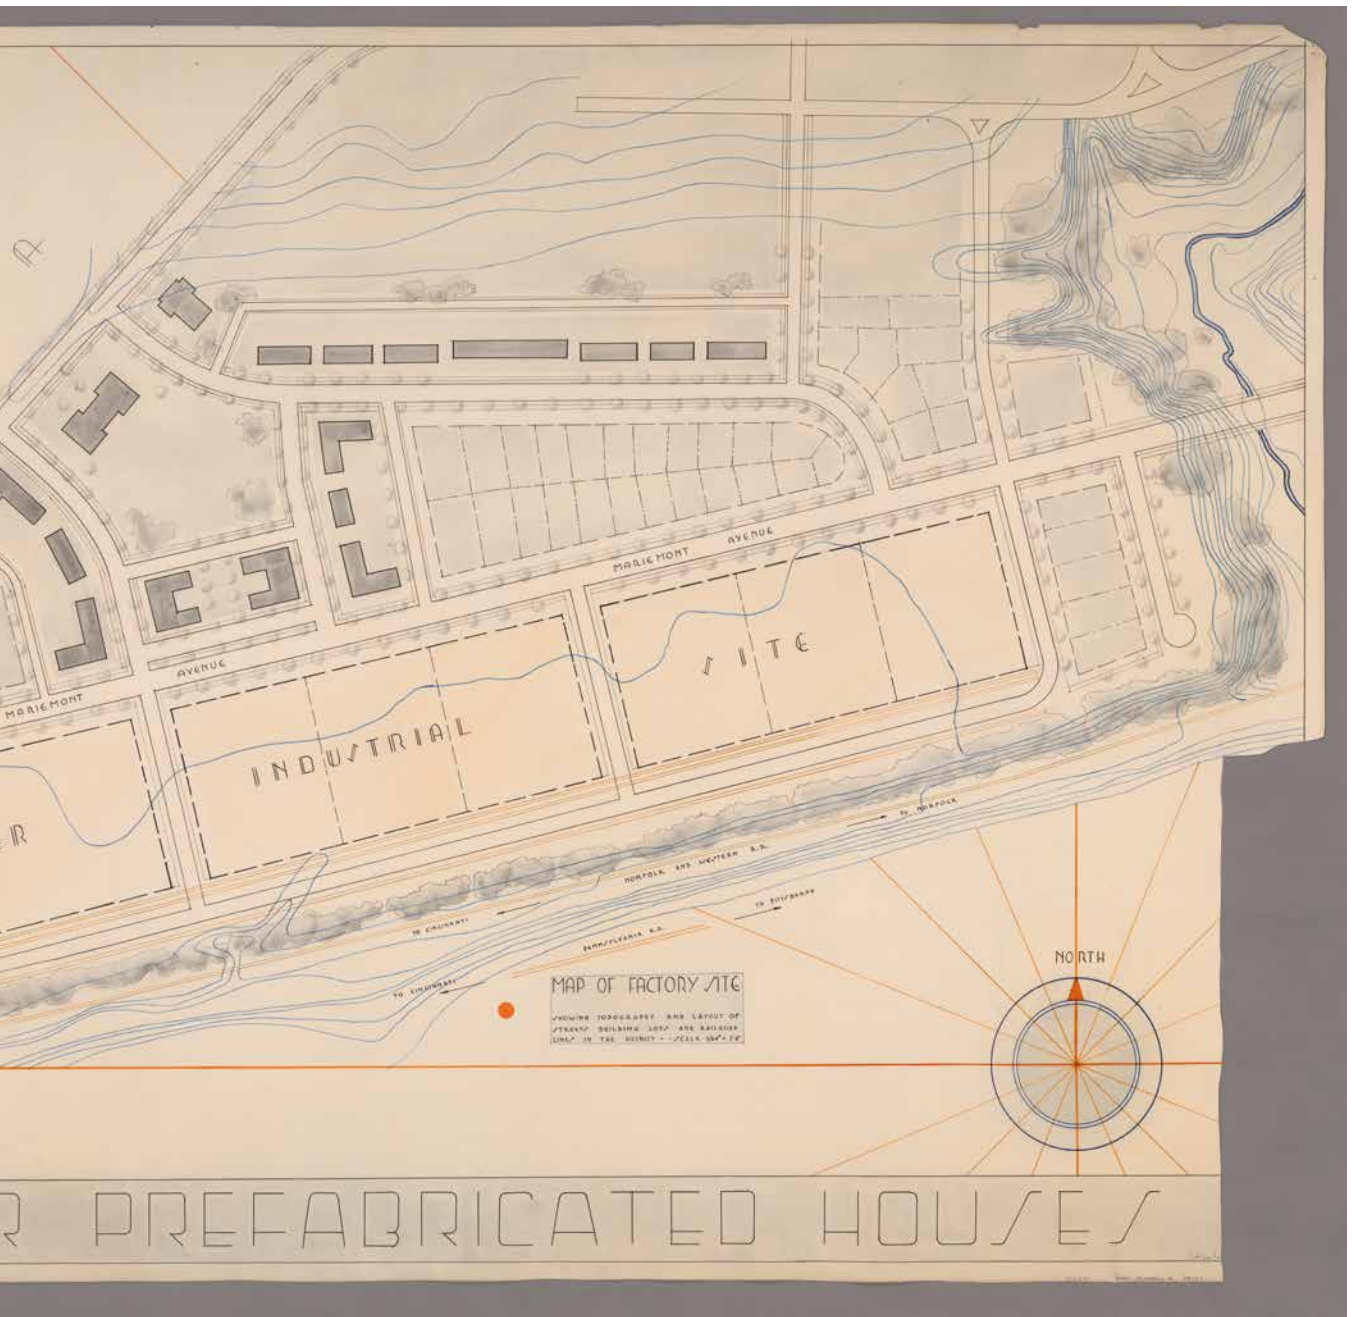 A
MARIEMONT AVENUE
SITE
AVENUE
MARIEMONT
INDUSTRIAL
ER
TO NORFOLK
NORFOLK AND WESTERN R.R.
TO PITTSBURGH
TO CINCINNATI
PENNSYLVANIA R.R.
TO CINCINNATI
NORTH
MAP OF FACTORY SITE
SHOWING TOPOGRAPHY AND LAYOUT OF
STREETS BUILDING LOTS AND RAILROAD
LINES IN THE VICINITY - - SCALE
R PREFABRICATED HOUSES